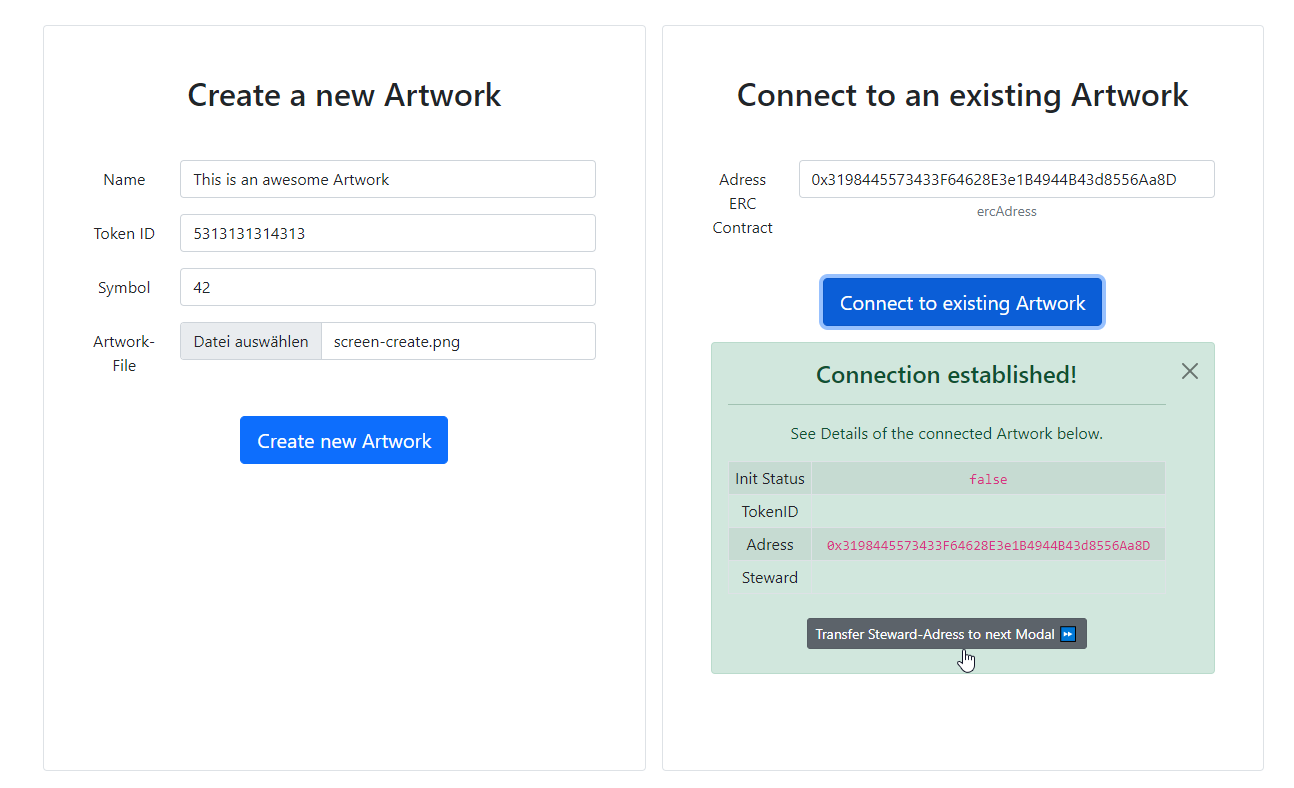 Create a new Artwork
Name
This is an awesome Artwork
Token ID
5313131314313
Symbol
42
Artwork-
File
Datei auswählen
screen-create.png
Create new Artwork
Connect to an existing Artwork
Adress
ERC
Contract
0x3198445573433F64628E3e1B4944B43d8556Aa8D
ercAdress
Connect to existing Artwork
Connection established!
See Details of the connected Artwork below.
Init Status
false
TokenID
Adress
0x3198445573433F64628E3e1B4944B43d8556Aa8D
Steward
Transfer Steward-Adress to next Modal ⏩